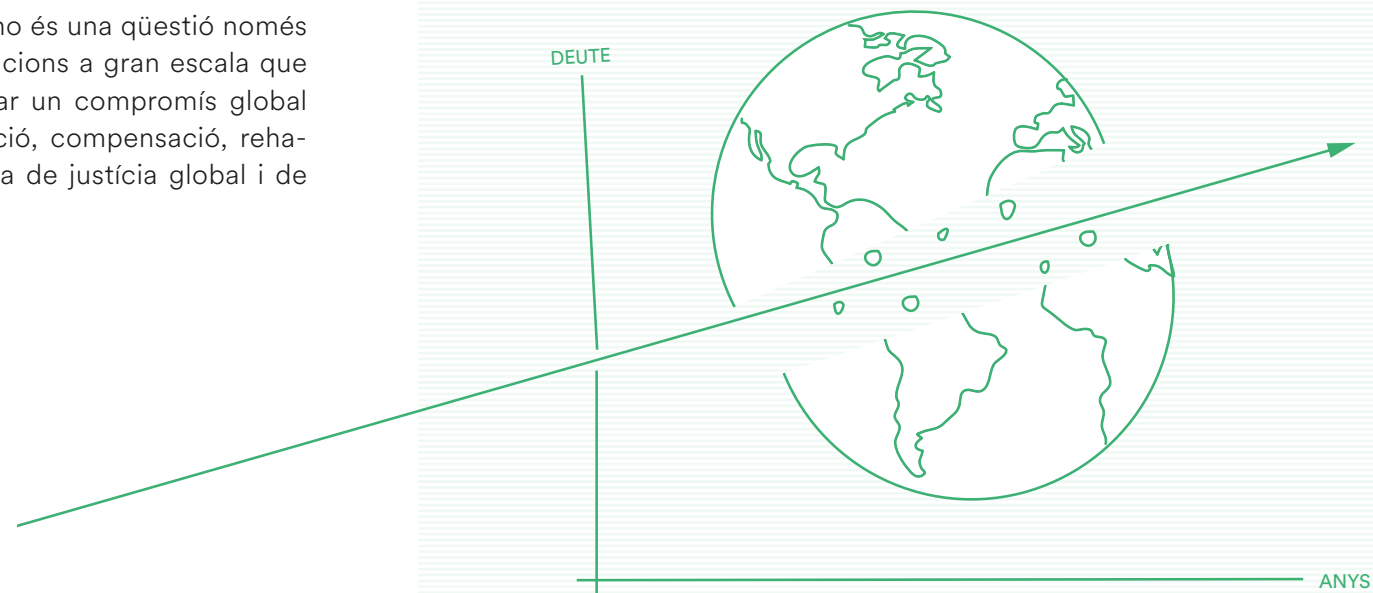 no és una qüestió només
cions a gran escala que
ar un compromís global
ció, compensació, reha-
a de justícia global i de
DEUTE
ANYS